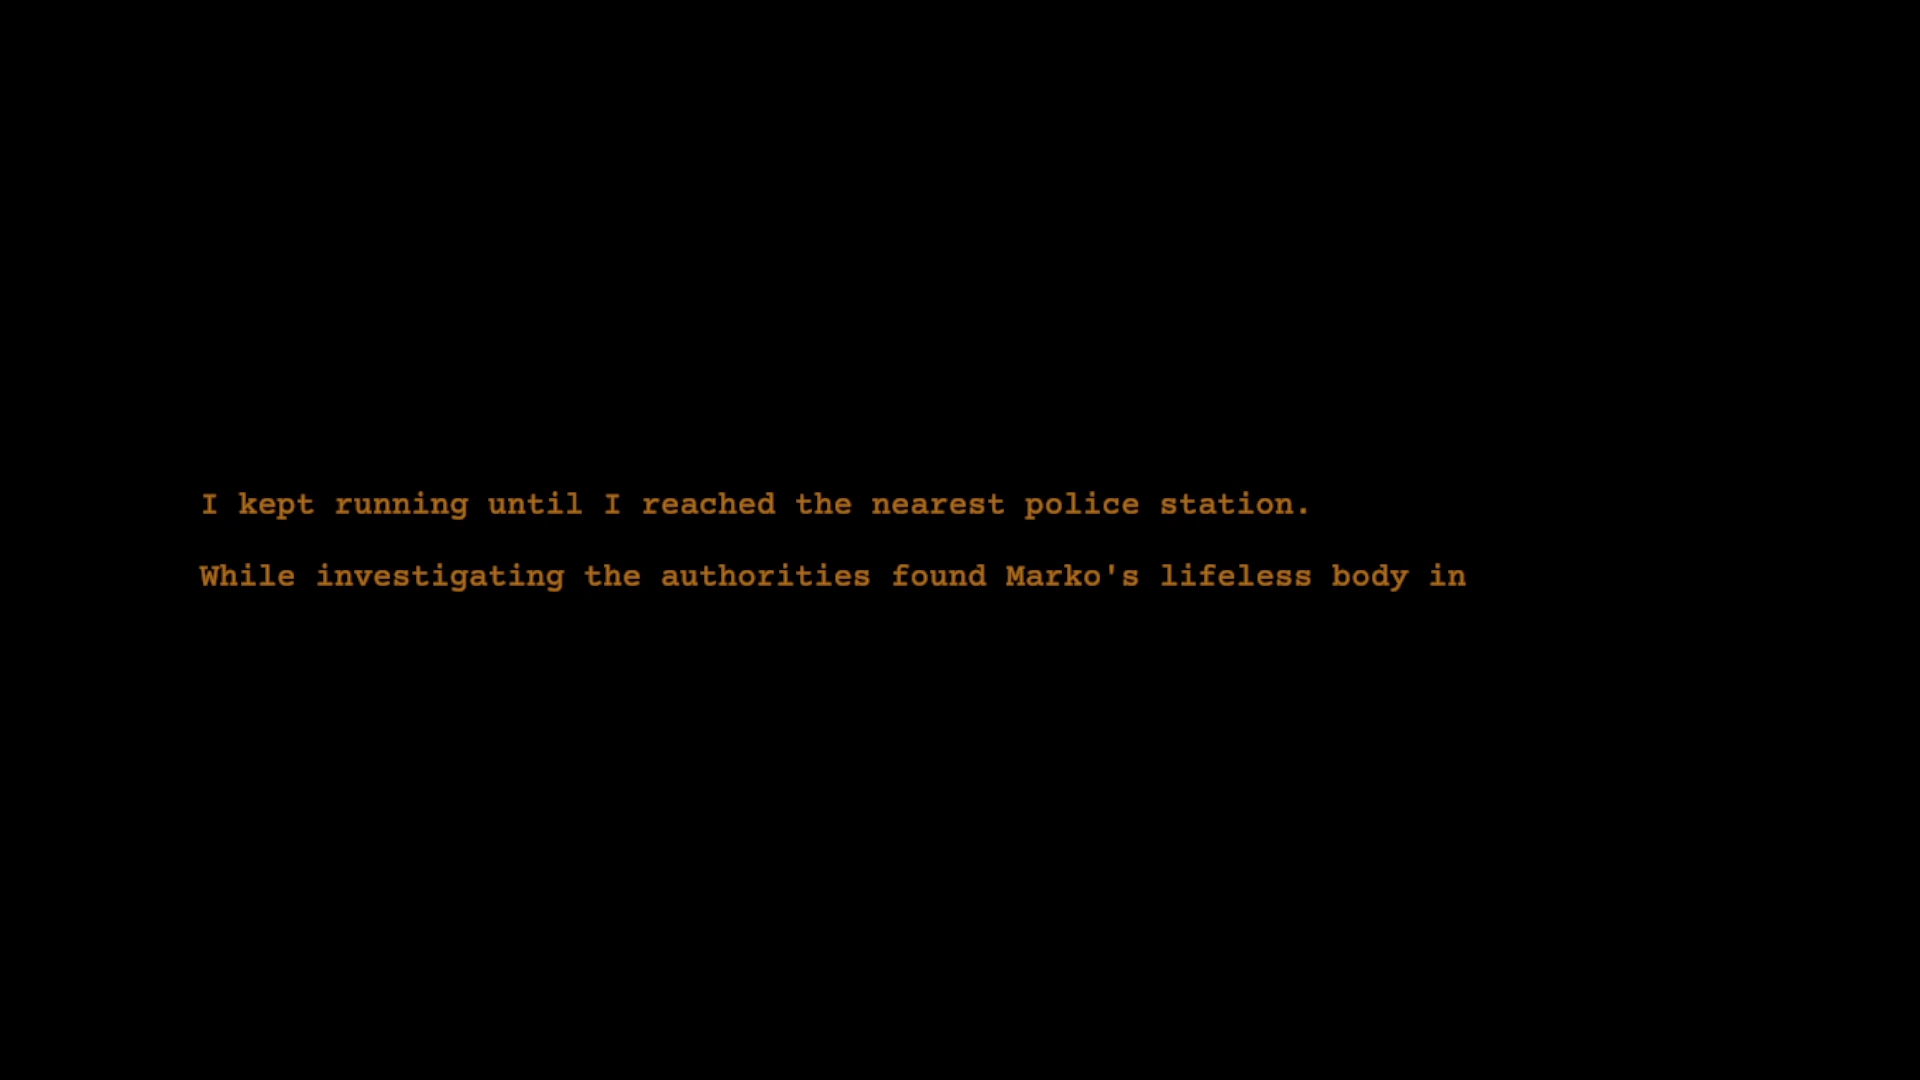 I kept running until I reached the nearest police station.
While investigating the authorities found Marko's lifeless body in